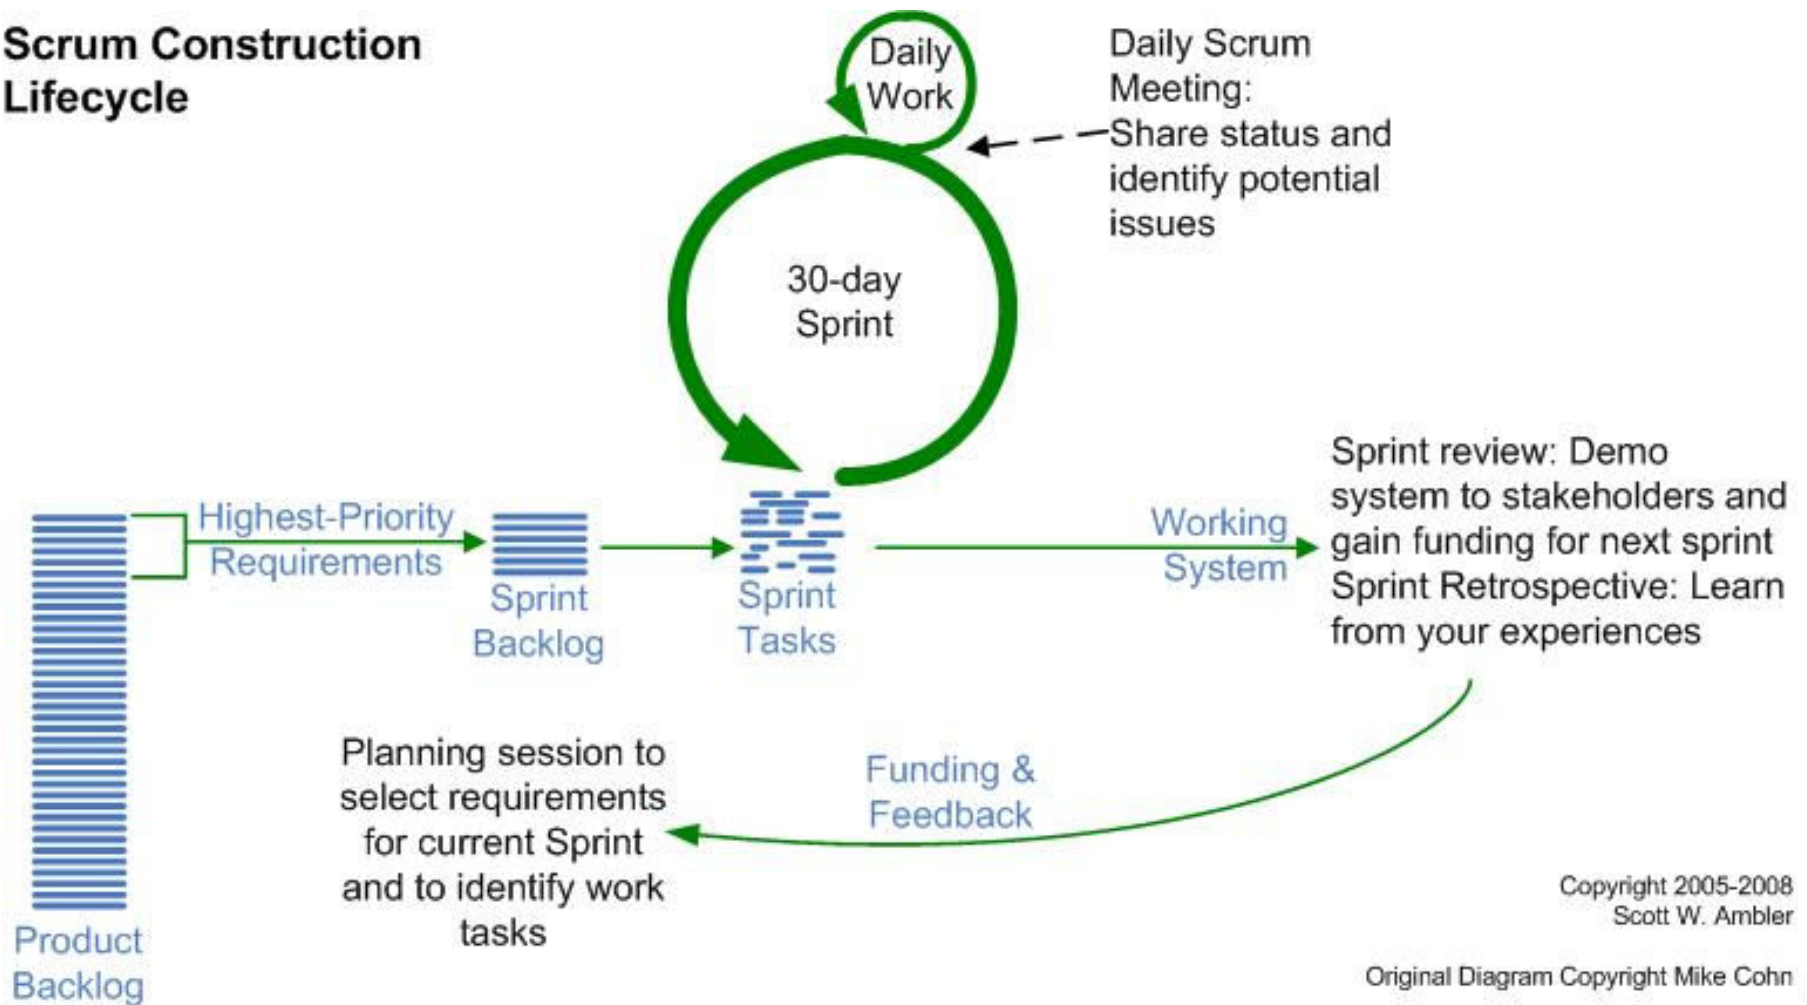 Scrum Construction
Lifecycle
Daily
Work
Daily Scrum
Meeting:
Share status and
identify potential
issues
30-day
Sprint
Highest-Priority
Requirements
Sprint
Backlog
Sprint
Tasks
Working
System
Sprint review: Demo
system to stakeholders and
gain funding for next sprint
Sprint Retrospective: Learn
from your experiences
Planning session to
select requirements
for current Sprint
and to identify work
tasks
Funding &
Feedback
Product
Backlog
Copyright 2005-2008
Scott W. Ambler
Original Diagram Copyright Mike Cohn